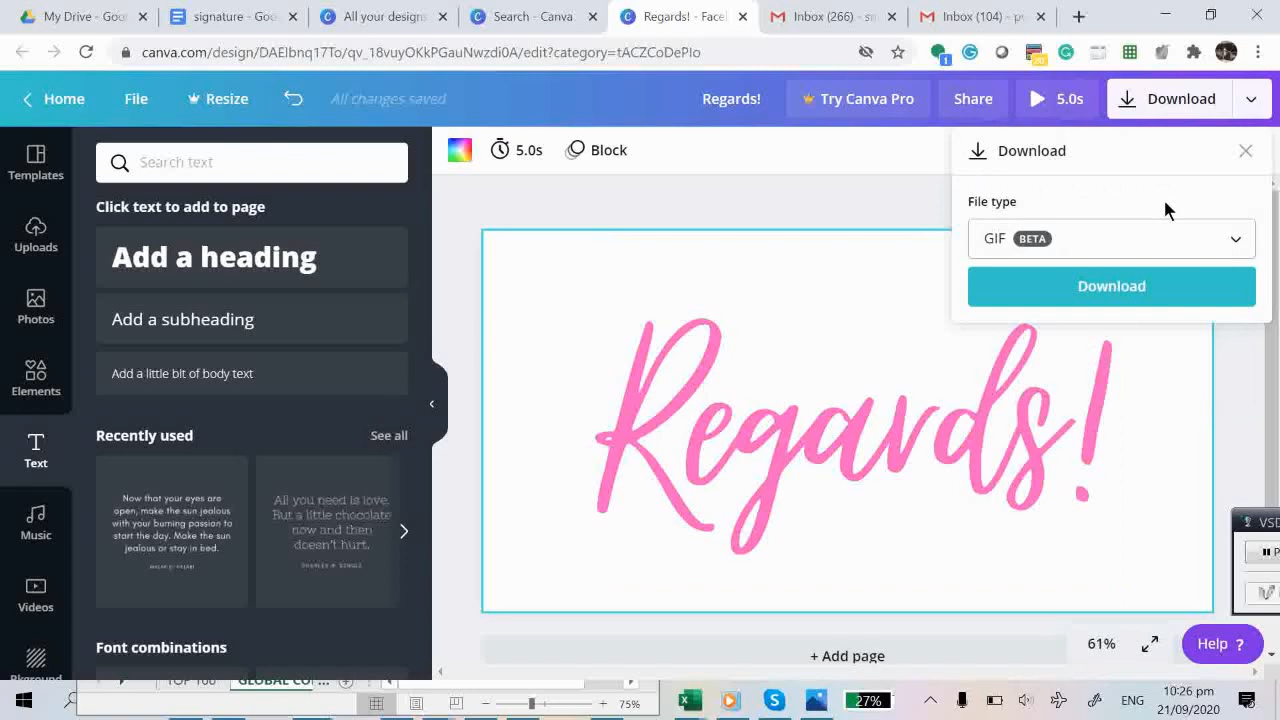 My Drive - Goo
signature - Goo
All your designs
Search - Canva
Regards! - Face
Inbox (266) - s
Inbox (104) - p
canva.com/design/DAEIbnq17To/qv_18vuyOKkPGauNwzdi0A/edit?category=tACZCoDePIo
Home
File
Resize
All changes saved
Regards!
Try Canva Pro
Share
5.0s
Download
Templates
Uploads
Photos
Elements
Text
Music
Videos
Search text
Click text to add to page
Add a heading
Add a subheading
Add a little bit of body text
Recently used
See all
Now that your eyes are
open, make the sun jealous
with your burning passion to
start the day. Make the sun
jealous or stay in bed.
All you need is love.
But a little chocolate
now and then
doesn't hurt.
Font combinations
5.0s
Block
Download
File type
GIF BETA
Download
Regards!
+ Add page
61%
Help ?
TOP 100
GLOBAL CO
75%
27%
ENG
10:26 pm
21/09/2020